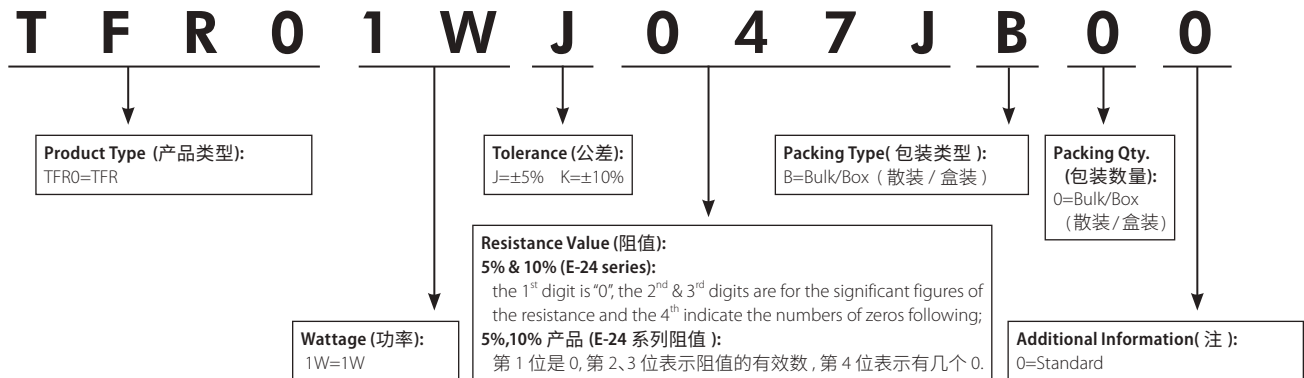 T F R 0 1 W J 0 4 7 J B 0 0
Product Type (产品类型):
TFR0=TFR
Tolerance (公差):
J=±5% K=±10%
Packing Type( 包装类型 ):
B=Bulk/Box ( 散装 / 盒装 )
Packing Qty.
(包装数量):
0=Bulk/Box
(散装/盒装)
Resistance Value (阻值):
5% & 10% (E-24 series):
the 1st digit is "0", the 2nd & 3rd digits are for the significant figures of
the resistance and the 4th indicate the numbers of zeros following;
5%,10% 产品 (E-24 系列阻值 ):
第 1 位是 0, 第 2、3 位表示阻值的有效数 , 第 4 位表示有几个 0.
Wattage (功率):
1W=1W
Additional Information( 注 ):
0=Standard